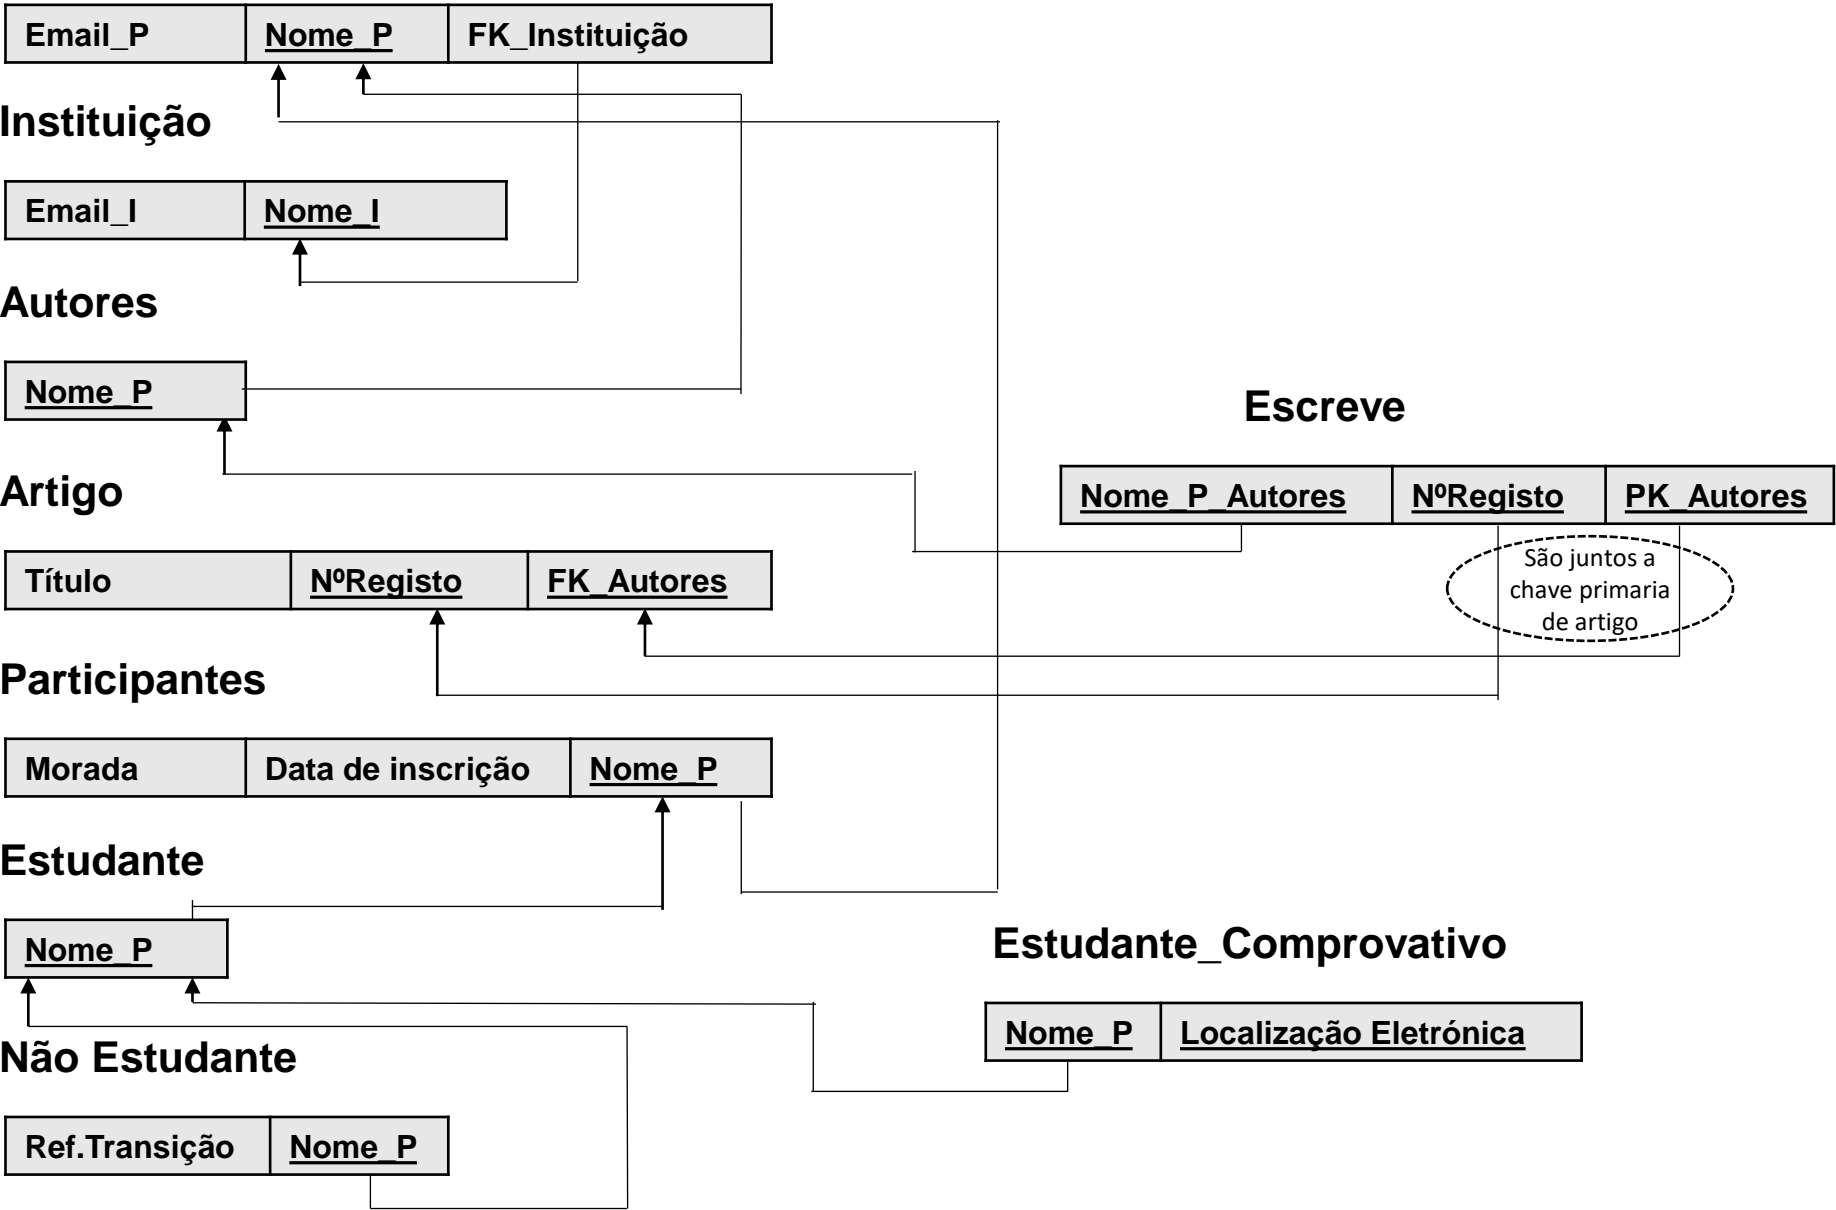 Email_P Nome_P FK_Instituição
Instituição
Email_I Nome_I
Autores
Nome_P
Escreve
Nome_P_Autores NºRegisto PK_Autores
São juntos a
chave primaria
de artigo
Artigo
Título NºRegisto FK_Autores
Participantes
Morada Data de inscrição Nome_P
Estudante
Nome_P
Estudante_Comprovativo
Nome_P Localização Eletrónica
Não Estudante
Ref.Transição Nome_P